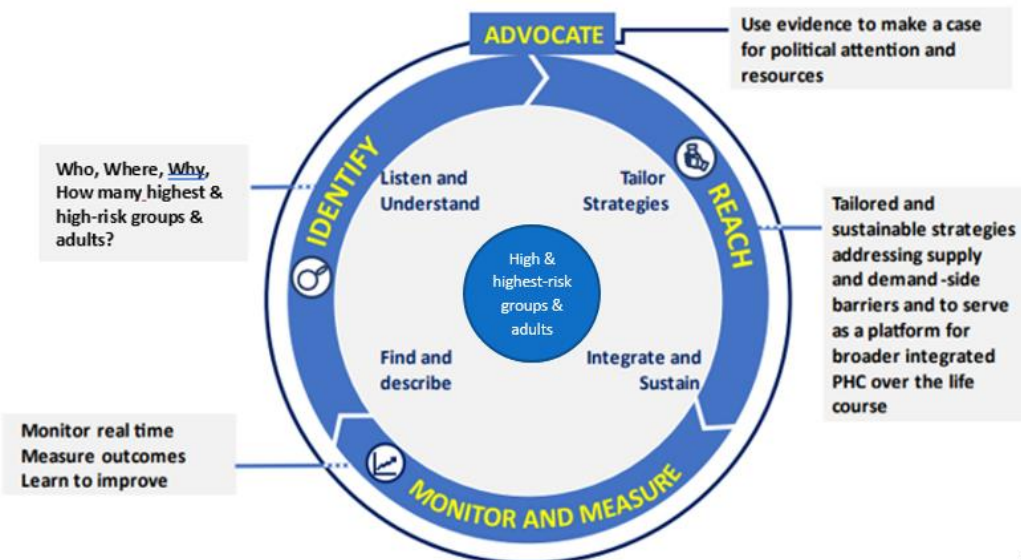 ADVOCATE
Use evidence to make a case
for political attention and
resources
IDENTIFY
Who, Where, Why,
How many highest &
high-risk groups &
adults?
Listen and
Understand
Tailor
Strategies
REACH
Tailored and
sustainable strategies
addressing supply
and demand-side
barriers and to serve
as a platform for
broader integrated
PHC over the life
course
High &
highest-risk
groups &
adults
Find and
describe
Integrate and
Sustain
MONITOR AND MEASURE
Monitor real time
Measure outcomes
Learn to improve